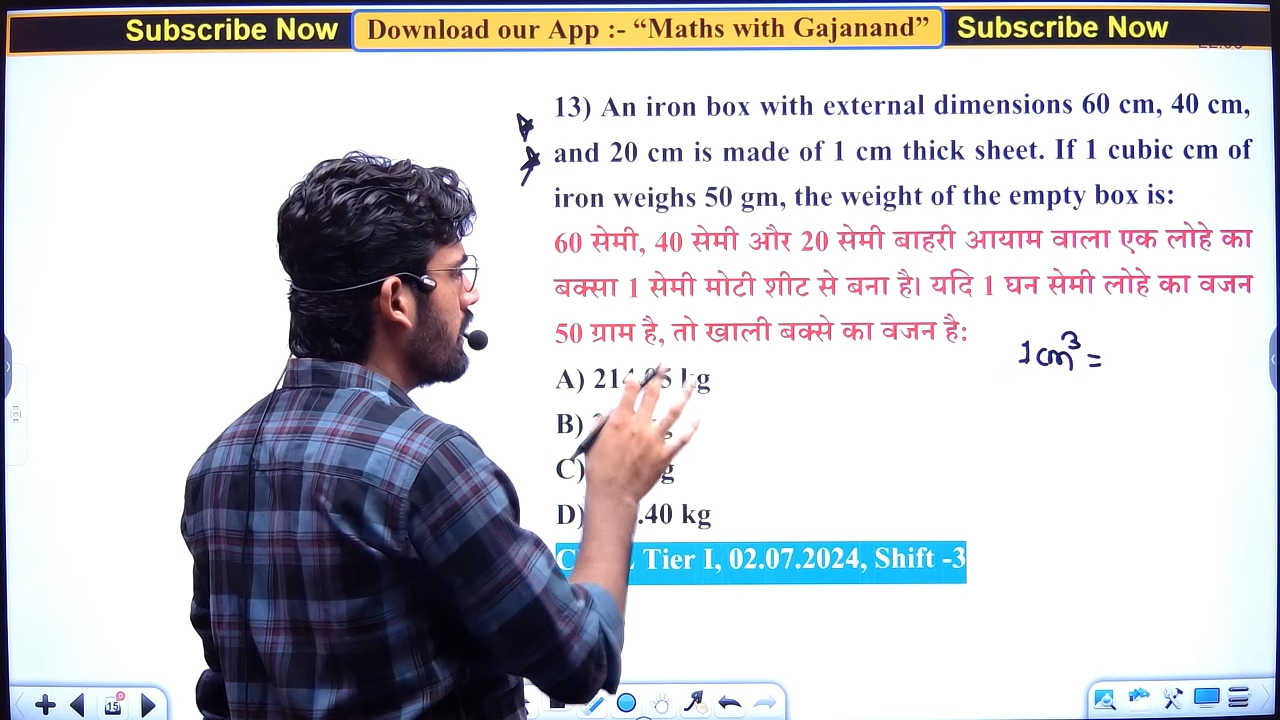 Subscribe Now Download our App :- “Maths with Gajanand” Subscribe Now
13) An iron box with external dimensions 60 cm, 40 cm,
and 20 cm is made of 1 cm thick sheet. If 1 cubic cm of
iron weighs 50 gm, the weight of the empty box is:
60 सेमी, 40 सेमी और 20 सेमी बाहरी आयाम वाला एक लोहे का
बक्सा 1 सेमी मोटी शीट से बना है। यदि 1 घन सेमी लोहे का वजन
50 ग्राम है, तो खाली बक्से का वजन है:
1cm³ =
A) kg
B)
C)
D) .40 kg
Tier I, 02.07.2024, Shift -3
15